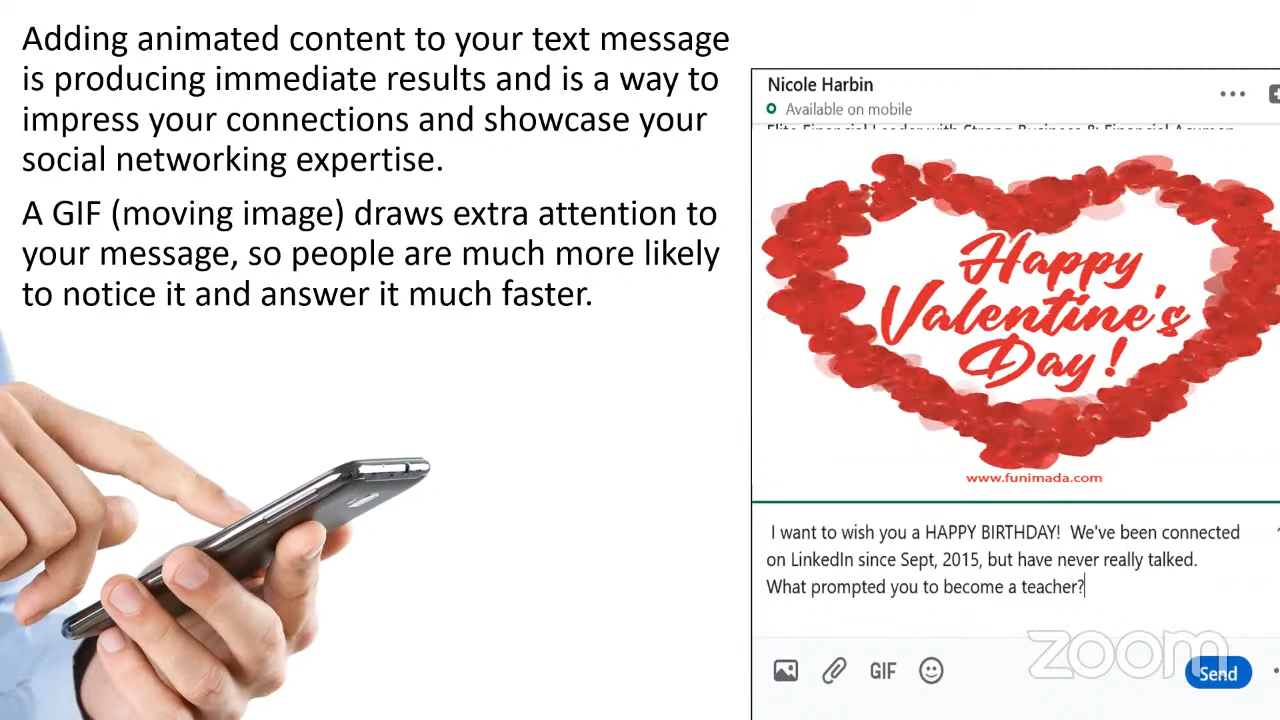 Adding animated content to your text message
is producing immediate results and is a way to
impress your connections and showcase your
social networking expertise.
A GIF (moving image) draws extra attention to
your message, so people are much more likely
to notice it and answer it much faster.
Nicole Harbin
Available on mobile
Elite Financial Leader with Strong Business & Financial Acumen
Happy
Valentine's
Day!
www.funimada.com
I want to wish you a HAPPY BIRTHDAY!  We've been connected
on LinkedIn since Sept, 2015, but have never really talked.
What prompted you to become a teacher?
GIF
zoom
Send